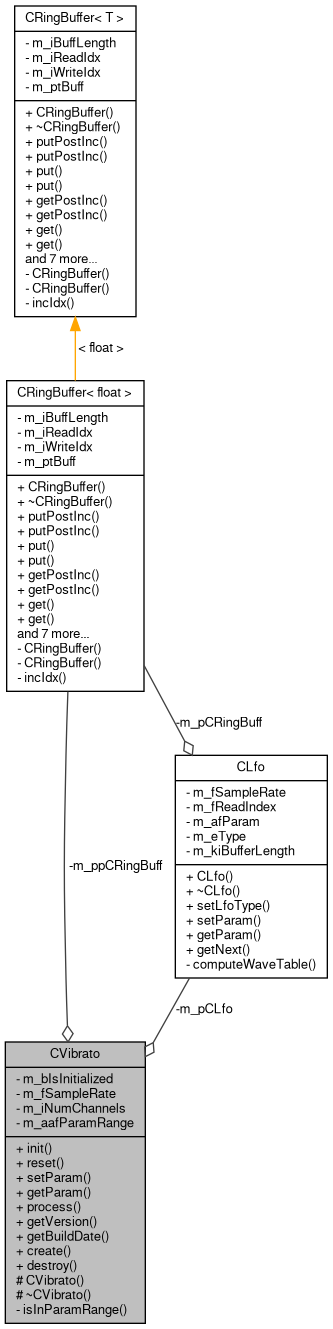 CRingBuffer< T >
- m_iBuffLength
- m_iReadIdx
- m_iWriteIdx
- m_ptBuff
+ CRingBuffer()
+ ~CRingBuffer()
+ putPostInc()
+ putPostInc()
+ put()
+ put()
+ getPostInc()
+ getPostInc()
+ get()
+ get()
and 7 more...
- CRingBuffer()
- CRingBuffer()
- incIdx()
< float >
CRingBuffer< float >
- m_iBuffLength
- m_iReadIdx
- m_iWriteIdx
- m_ptBuff
+ CRingBuffer()
+ ~CRingBuffer()
+ putPostInc()
+ putPostInc()
+ put()
+ put()
+ getPostInc()
+ getPostInc()
+ get()
+ get()
and 7 more...
- CRingBuffer()
- CRingBuffer()
- incIdx()
-m_pCRingBuff
CLfo
- m_fSampleRate
- m_fReadIndex
- m_afParam
- m_eType
- m_kiBufferLength
+ CLfo()
+ ~CLfo()
+ setLfoType()
+ setParam()
+ getParam()
+ getNext()
- computeWaveTable()
-m_ppCRingBuff
-m_pCLfo
CVibrato
- m_bIsInitialized
- m_fSampleRate
- m_iNumChannels
- m_aafParamRange
+ init()
+ reset()
+ setParam()
+ getParam()
+ process()
+ getVersion()
+ getBuildDate()
+ create()
+ destroy()
# CVibrato()
# ~CVibrato()
- isInParamRange()